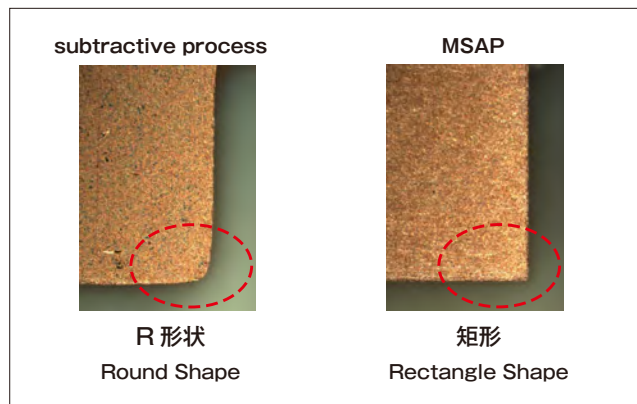 subtractive process
MSAP
R 形状
矩形
Round Shape
Rectangle Shape